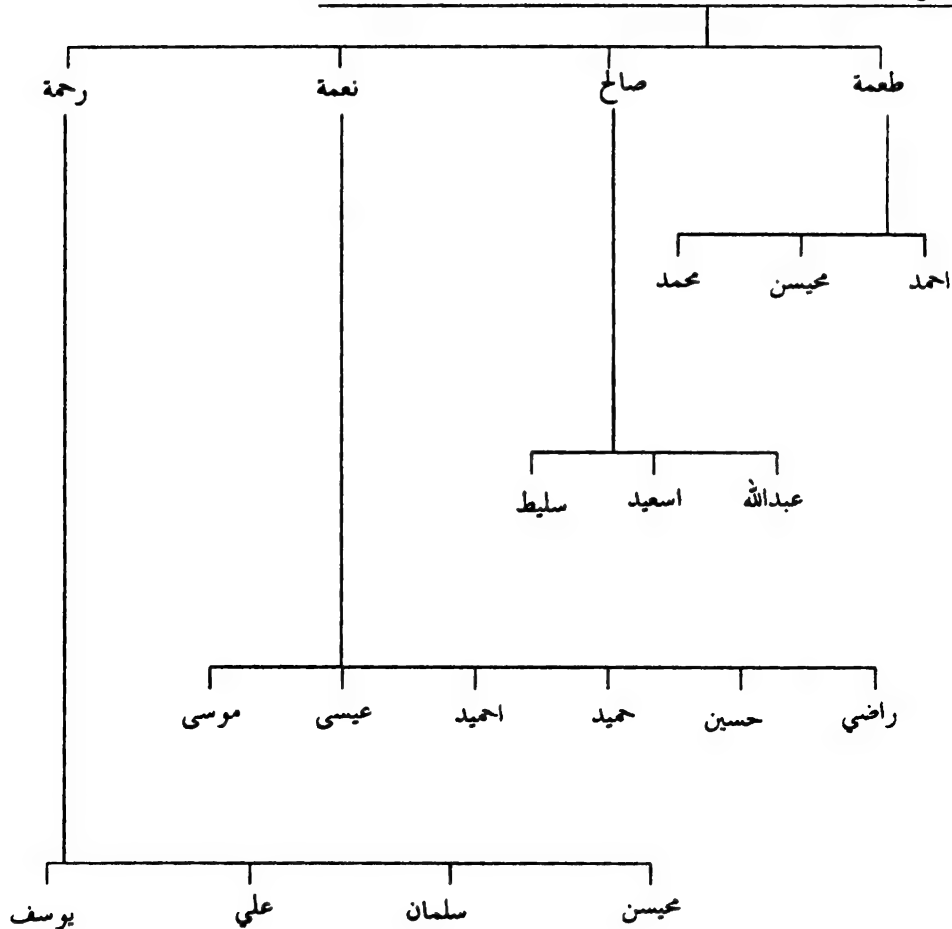 طعمة صالح نعمة رحمة
احمد محيسن محمد
عبدالله اسعيد سليط
راضي حسين حميد احميد عيسى موسى
محيسن سلمان علي يوسف